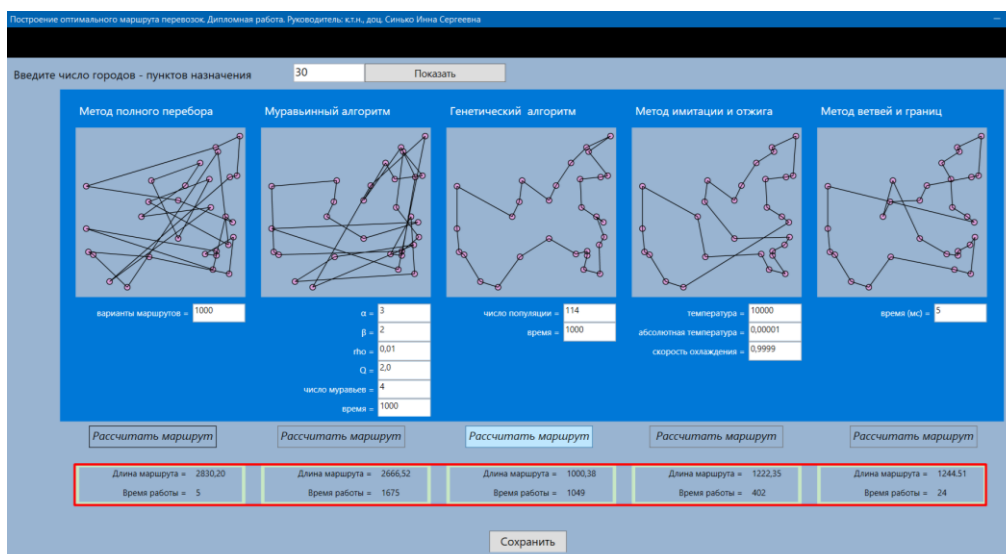 Построение оптимального маршрута перевозок. Дипломная работа. Руководитель: к.т.н., доц. Синько Инна Сергеевна
Введите число городов - пунктов назначения 30 Показать
Метод полного перебора Муравьинный алгоритм Генетический алгоритм Метод имитации и отжига Метод ветвей и границ
варианты маршрутов = 1000 α = 3 число популяции = 114 температура = 10000 время (мс) = 5
β = 2 время = 1000 абсолютная температура = 0,00001
rho = 0,01 скорость охлаждения = 0,9999
Q = 2,0
число муравьев = 4
время = 1000
Рассчитать маршрут Рассчитать маршрут Рассчитать маршрут Рассчитать маршрут Рассчитать маршрут
Длина маршрута = 2830,20 Длина маршрута = 2666,52 Длина маршрута = 1000,38 Длина маршрута = 1222,35 Длина маршрута = 1244,51
Время работы = 5 Время работы = 1675 Время работы = 1049 Время работы = 402 Время работы = 24
Сохранить